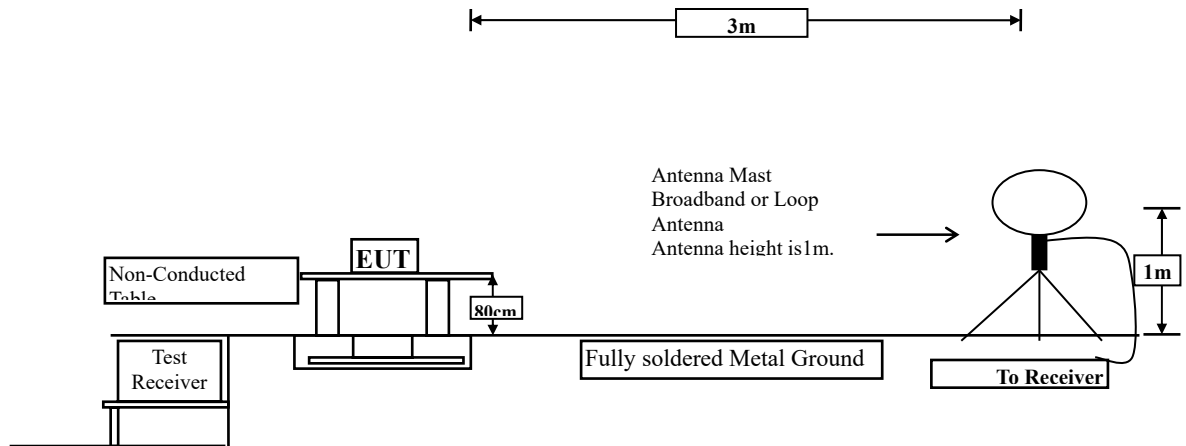 3m
Antenna Mast
Broadband or Loop
Antenna
Antenna height is1m.
EUT
Non-Conducted
Table
80cm
1m
Test
Receiver
Fully soldered Metal Ground
To Receiver